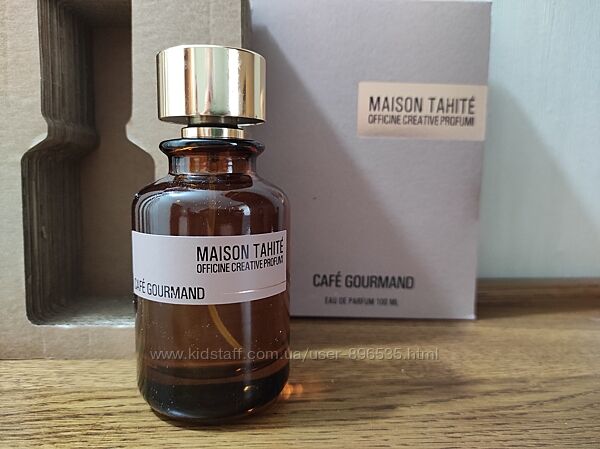 MAISON TAHITÉ
OFFICINE CREATIVE PROFUMI
CAFÉ GOURMAND
EAU DE PARFUM 100 ML
MAISON TAHITÉ
OFFICINE CREATIVE PROFUMI
CAFÉ GOURMAND
www.kidstaff.com.ua/user-896535.html